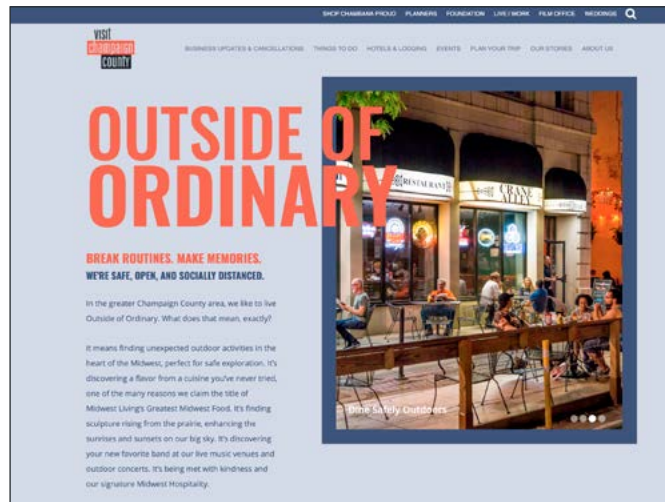 SHOP CHAMBANA PROUD PLANNERS FOUNDATION LIVE / WORK FILM OFFICE WEDDINGS
VISIT
champaign
COUNTY
BUSINESS UPDATES & CANCELLATIONS THINGS TO DO HOTELS & LODGING EVENTS PLAN YOUR TRIP OUR STORIES ABOUT US
OUTSIDE OF
ORDINARY
BREAK ROUTINES. MAKE MEMORIES.
WE'RE SAFE, OPEN, AND SOCIALLY DISTANCED.
In the greater Champaign County area, we like to live
Outside of Ordinary. What does that mean, exactly?
It means finding unexpected outdoor activities in the
heart of the Midwest, perfect for safe exploration. It's
discovering a flavor from a cuisine you've never tried,
one of the many reasons we claim the title of
Midwest Living's Greatest Midwest Food. It's finding
sculpture rising from the prairie, enhancing the
sunrises and sunsets on our big sky. It's discovering
your new favorite band at our live music venues and
outdoor concerts. It's being met with kindness and
our signature Midwest Hospitality.
RESTAURANT
CRANE
ALLEY
Dine Safely Outdoors